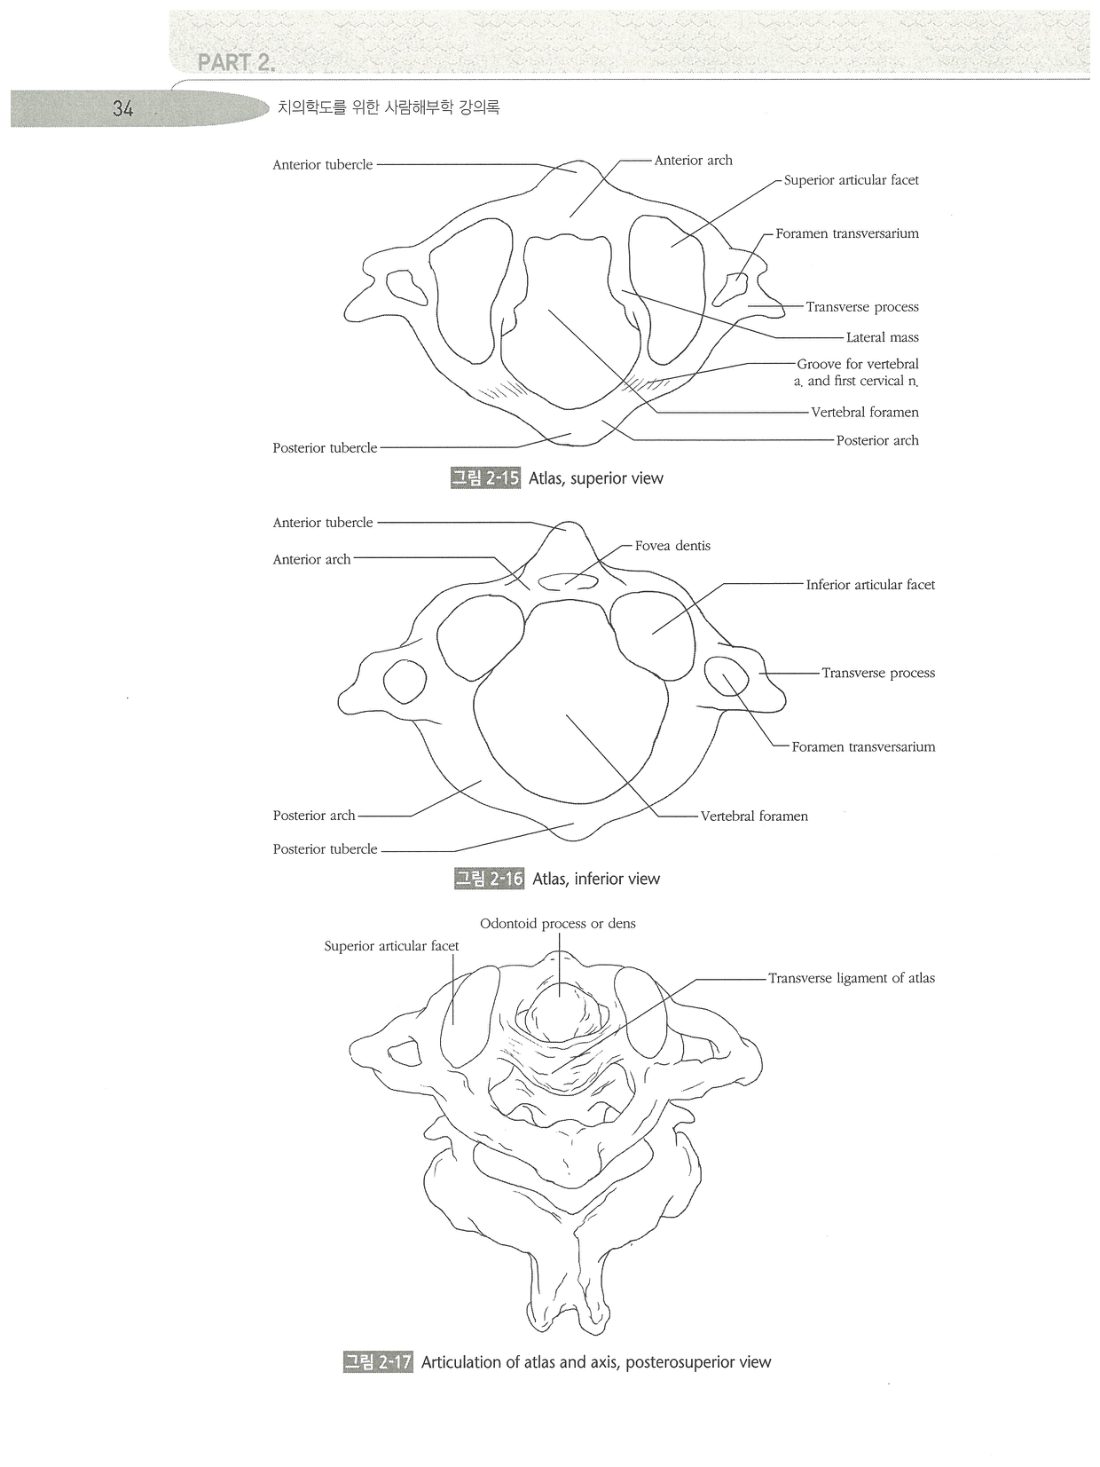 PART 2.
34
치의학도를 위한 사람해부학 강의록
Anterior tubercle
Anterior arch
Superior articular facet
Foramen transversarium
Transverse process
Lateral mass
Groove for vertebral
a. and first cervical n.
Vertebral foramen
Posterior arch
Posterior tubercle
그림 2-15 Atlas, superior view
Anterior tubercle
Fovea dentis
Anterior arch
Inferior articular facet
Transverse process
Foramen transversarium
Posterior arch
Vertebral foramen
Posterior tubercle
그림 2-16 Atlas, inferior view
Odontoid process or dens
Superior articular facet
Transverse ligament of atlas
그림 2-17 Articulation of atlas and axis, posterosuperior view